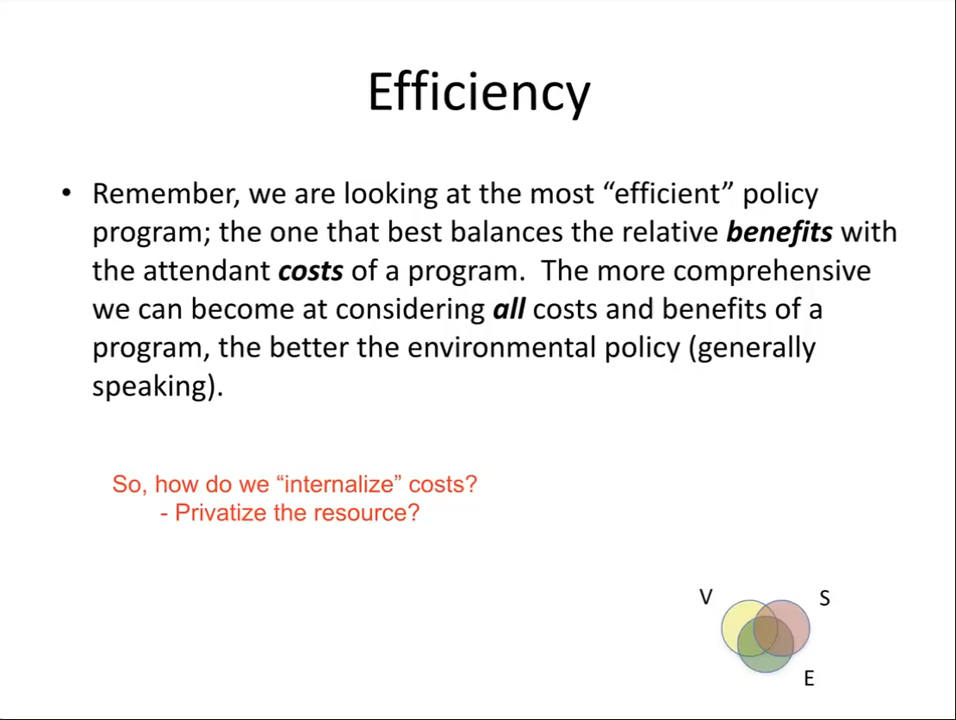 Efficiency
• Remember, we are looking at the most “efficient” policy
program; the one that best balances the relative benefits with
the attendant costs of a program.  The more comprehensive
we can become at considering all costs and benefits of a
program, the better the environmental policy (generally
speaking).
So, how do we “internalize” costs?
- Privatize the resource?
V
S
E